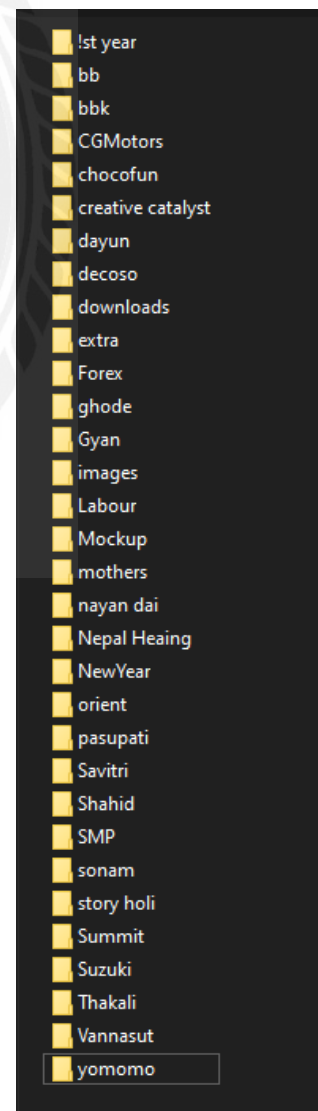 !st year
bb
bbk
CGMotors
chocofun
creative catalyst
dayun
decoso
downloads
extra
Forex
ghode
Gyan
images
Labour
Mockup
mothers
nayan dai
Nepal Heaing
NewYear
orient
pasupati
Savitri
Shahid
SMP
sonam
story holi
Summit
Suzuki
Thakali
Vannasut
yomomo